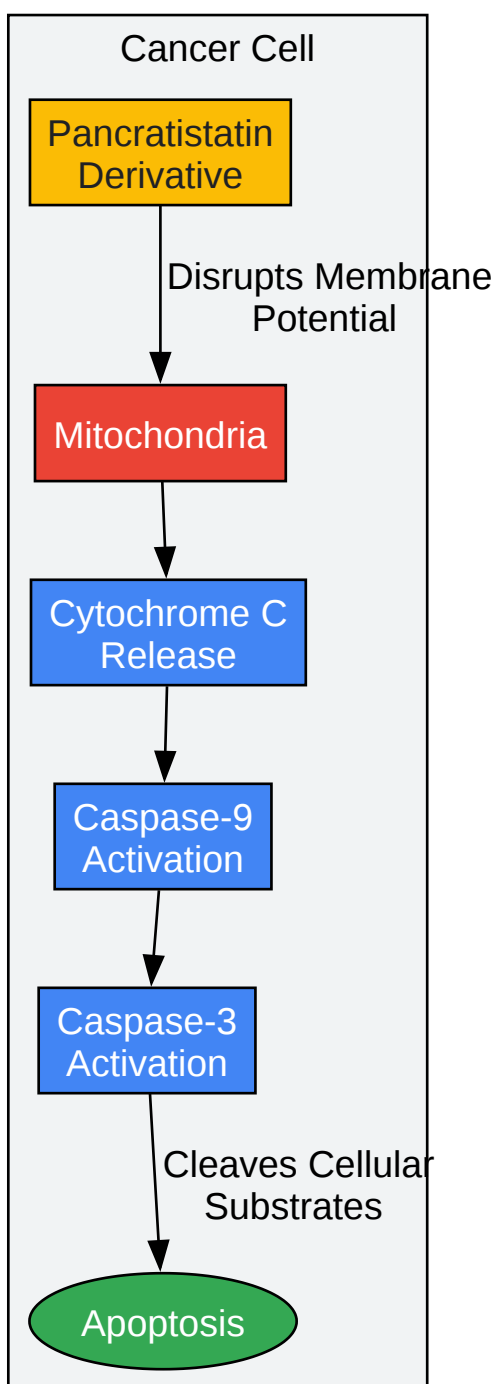 Cancer Cell
Pancratistatin
Derivative
Disrupts Membrane
Potential
Mitochondria
Cytochrome C
Release
Caspase-9
Activation
Caspase-3
Activation
Cleaves Cellular
Substrates
Apoptosis